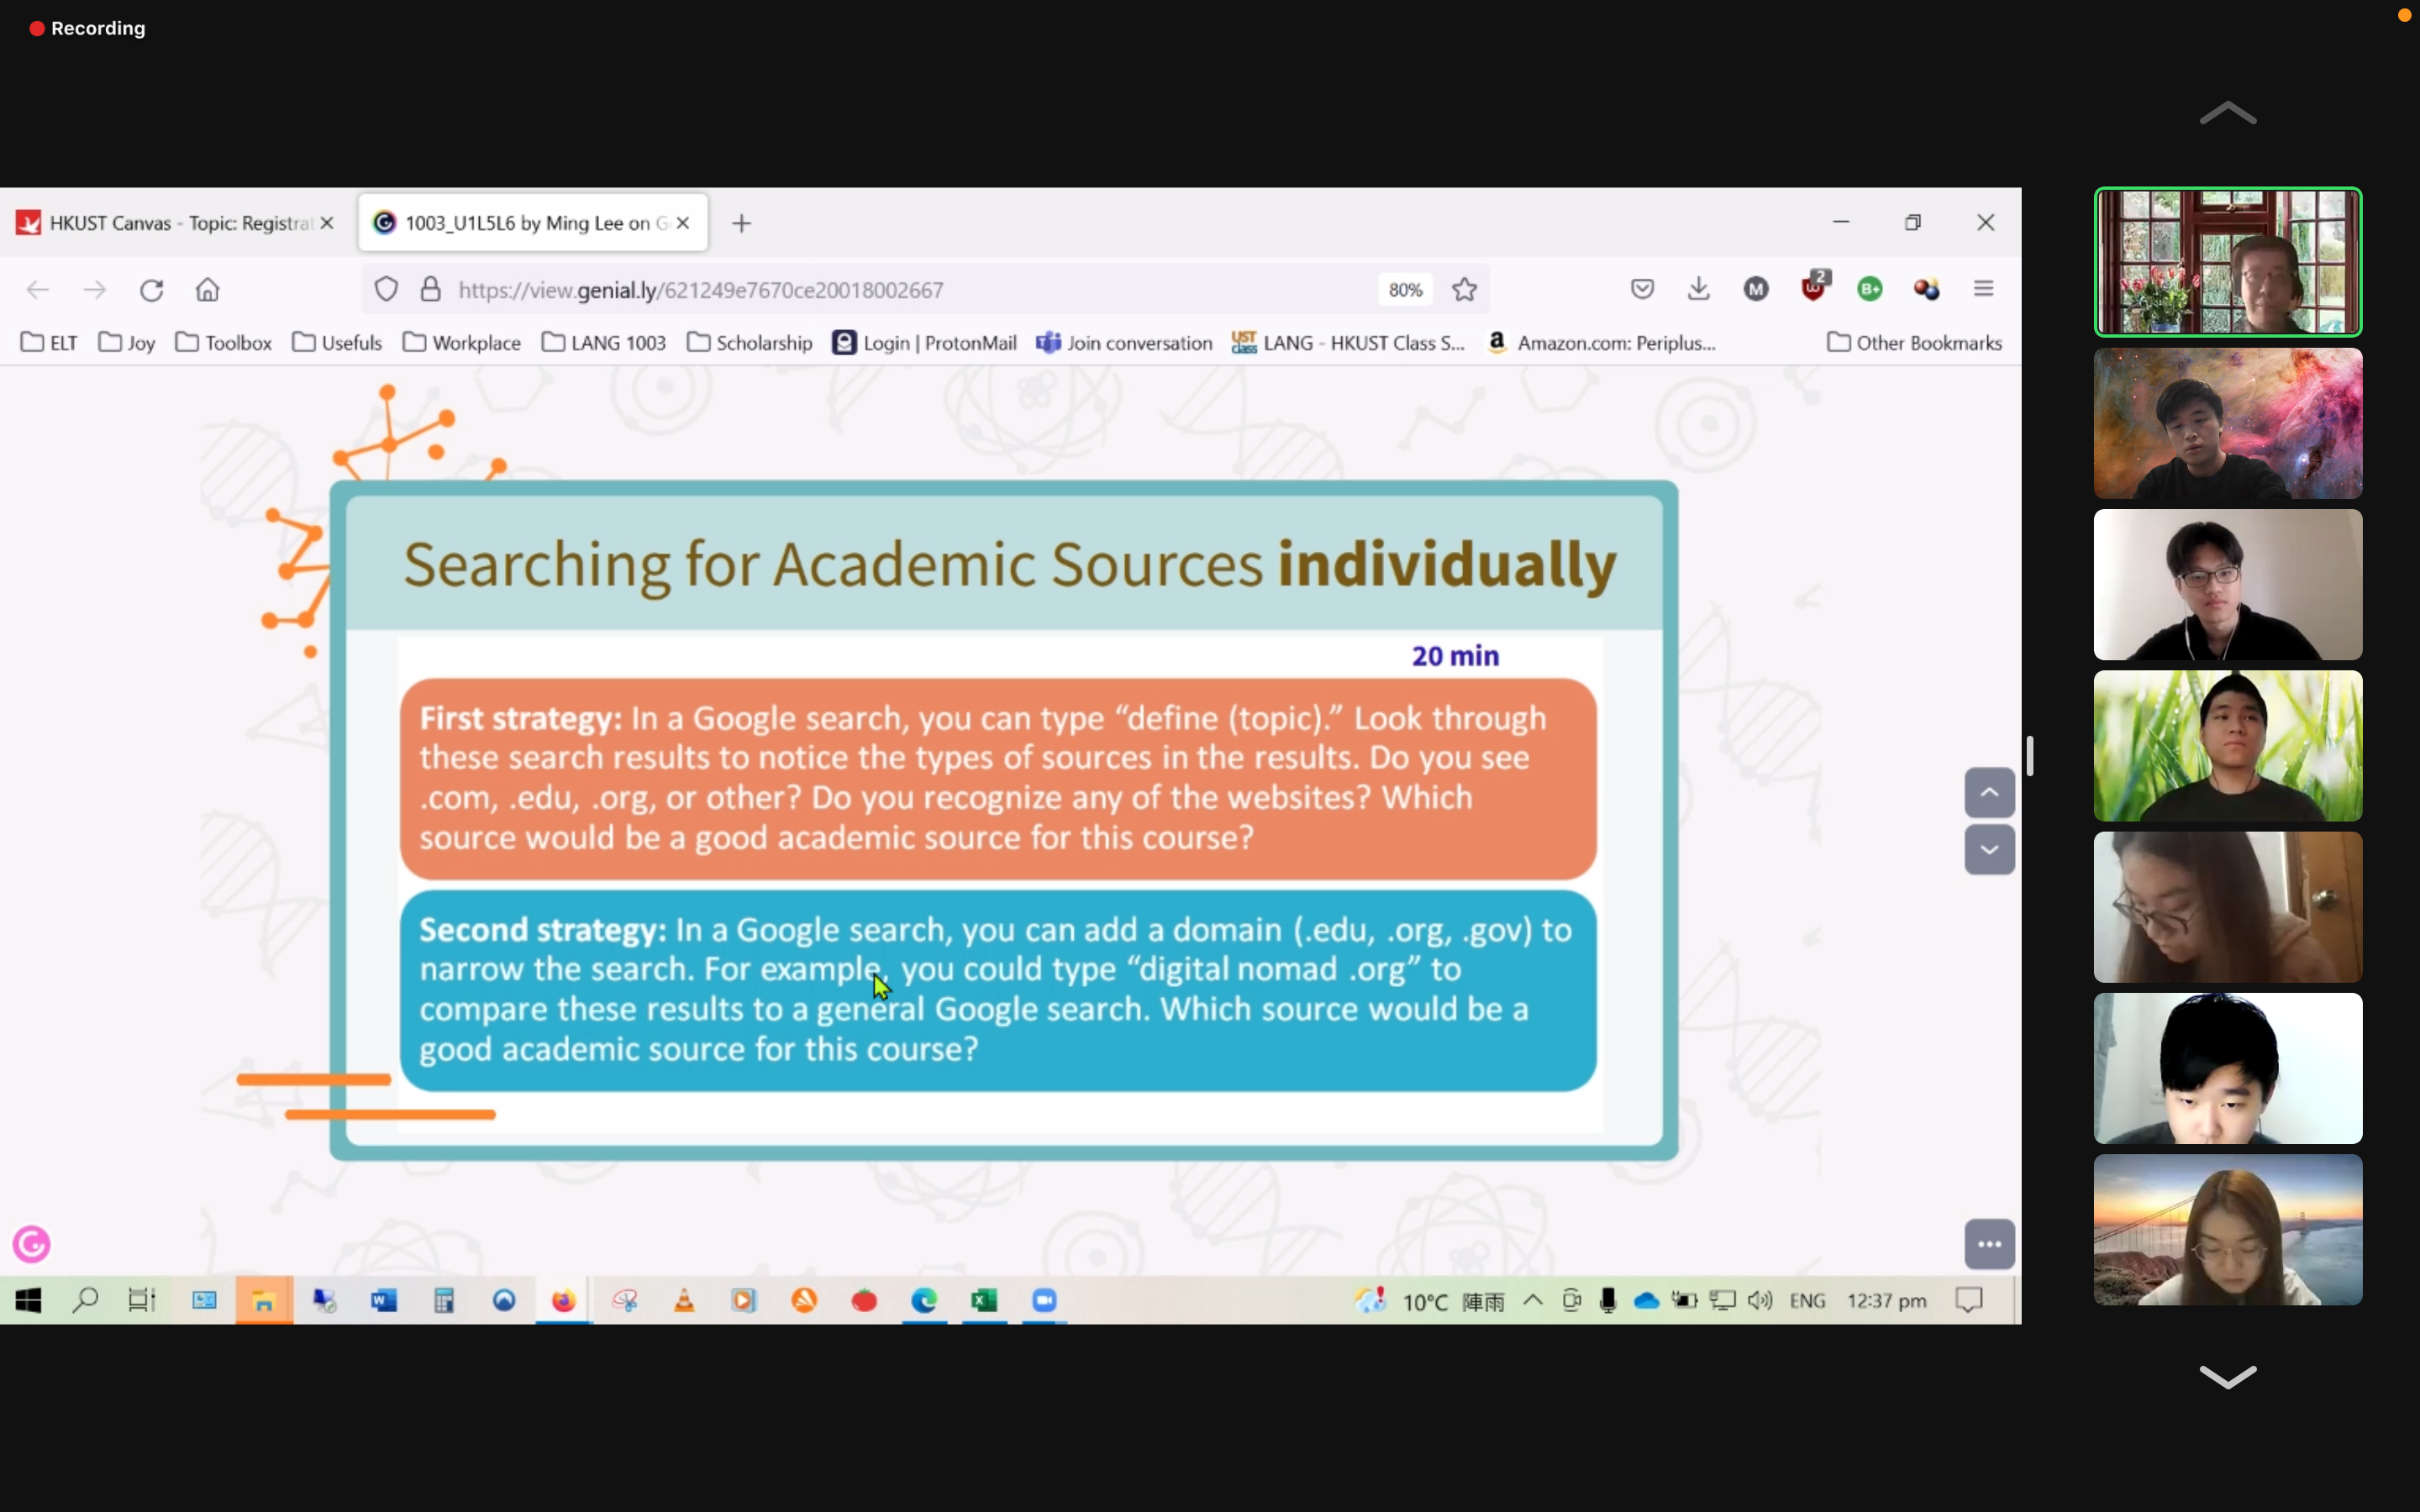 Recording
HKUST Canvas - Topic: Registrat
1003_U1L5L6 by Ming Lee on G
https://view.genial.ly/621249e7670ce20018002667
80%
M
2
B+
ELT
Joy
Toolbox
Usefuls
Workplace
LANG 1003
Scholarship
Login | ProtonMail
Join conversation
UST class
LANG - HKUST Class S...
a
Amazon.com: Periplus...
Other Bookmarks
Searching for Academic Sources individually
20 min
First strategy: In a Google search, you can type “define (topic).” Look through
these search results to notice the types of sources in the results. Do you see
.com, .edu, .org, or other? Do you recognize any of the websites? Which
source would be a good academic source for this course?
Second strategy: In a Google search, you can add a domain (.edu, .org, .gov) to
narrow the search. For example, you could type “digital nomad .org” to
compare these results to a general Google search. Which source would be a
good academic source for this course?
10°C 陣雨
ENG
12:37 pm